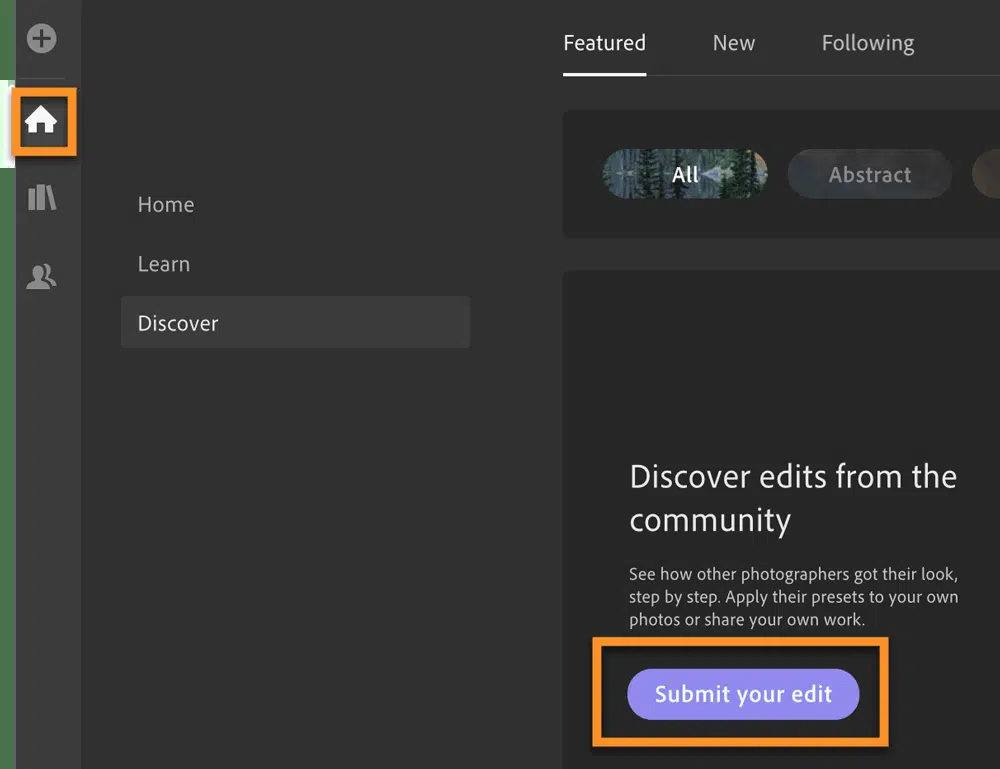 Featured New Following
All Abstract
Home
Learn
Discover
Discover edits from the
community
See how other photographers got their look,
step by step. Apply their presets to your own
photos or share your own work.
Submit your edit